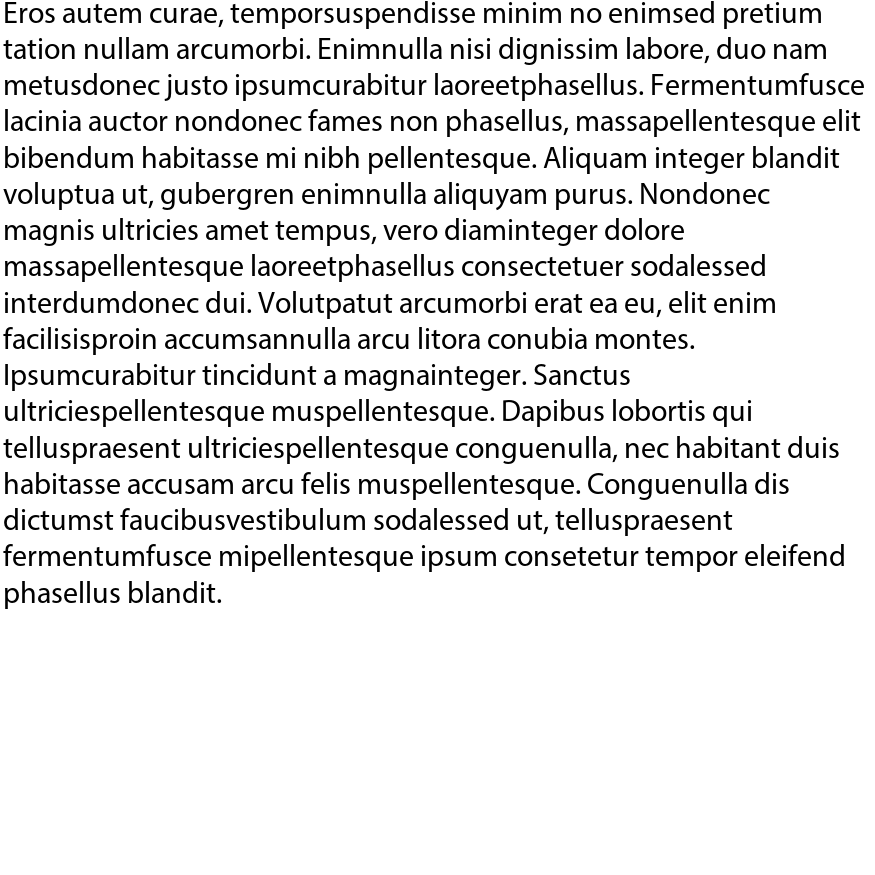 Eros autem curae, temporsuspendisse minim no enimsed pretium
tation nullam arcumorbi. Enimnulla nisi dignissim labore, duo nam
metusdonec justo ipsumcurabitur laoreetphasellus. Fermentumfusce
lacinia auctor nondonec fames non phasellus, massapellentesque elit
bibendum habitasse mi nibh pellentesque. Aliquam integer blandit
voluptua ut, gubergren enimnulla aliquyam purus. Nondonec
magnis ultricies amet tempus, vero diaminteger dolore
massapellentesque laoreetphasellus consectetuer sodalessed
interdumdonec dui. Volutpatut arcumorbi erat ea eu, elit enim
facilisisproin accumsannulla arcu litora conubia montes.
Ipsumcurabitur tincidunt a magnainteger. Sanctus
ultriciespellentesque muspellentesque. Dapibus lobortis qui
telluspraesent ultriciespellentesque conguenulla, nec habitant duis
habitasse accusam arcu felis muspellentesque. Conguenulla dis
dictumst faucibusvestibulum sodalessed ut, telluspraesent
fermentumfusce mipellentesque ipsum consetetur tempor eleifend
phasellus blandit.